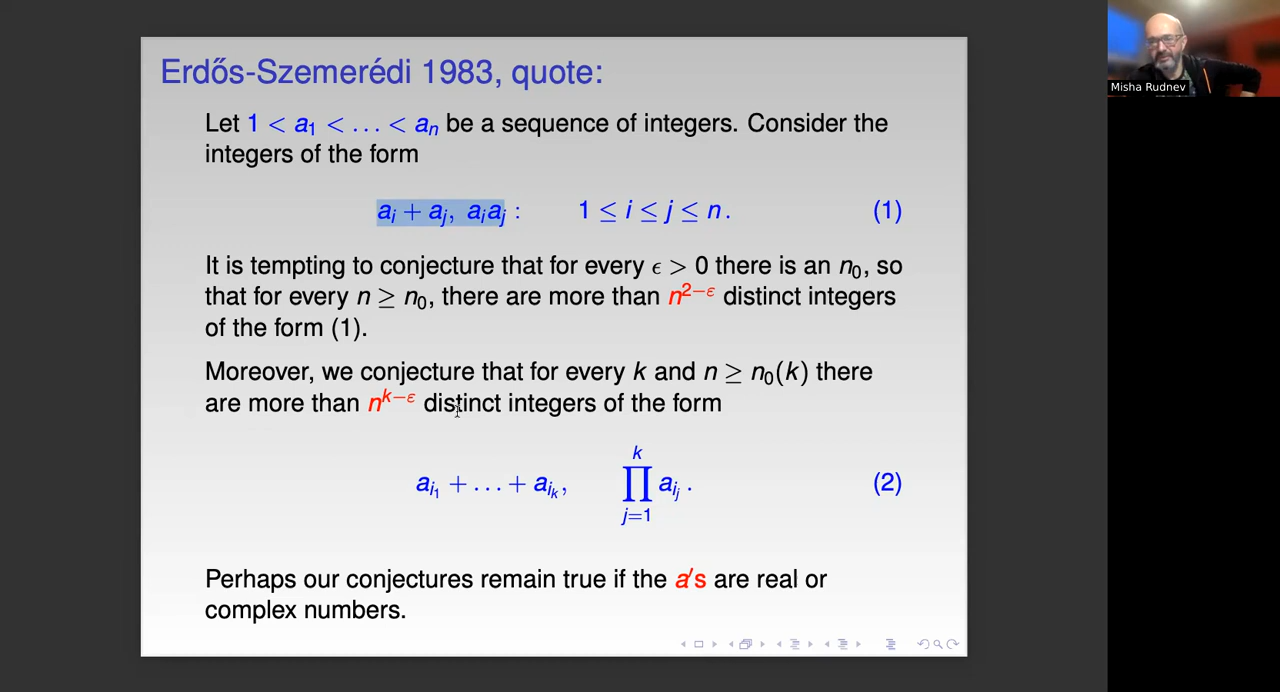 Erdős-Szemerédi 1983, quote:
Misha Rudnev
Let 1 < a₁ < … < aₙ be a sequence of integers. Consider the
integers of the form
aᵢ + aⱼ, aᵢaⱼ : 1 ≤ i ≤ j ≤ n. (1)
It is tempting to conjecture that for every ϵ > 0 there is an n₀, so
that for every n ≥ n₀, there are more than n^{2−ε} distinct integers
of the form (1).
Moreover, we conjecture that for every k and n ≥ n₀(k) there
are more than n^{k−ε} distinct integers of the form
a_{i₁} + … + a_{iₖ}, ∏_{j=1}^{k} a_{iⱼ}. (2)
Perhaps our conjectures remain true if the a′s are real or
complex numbers.